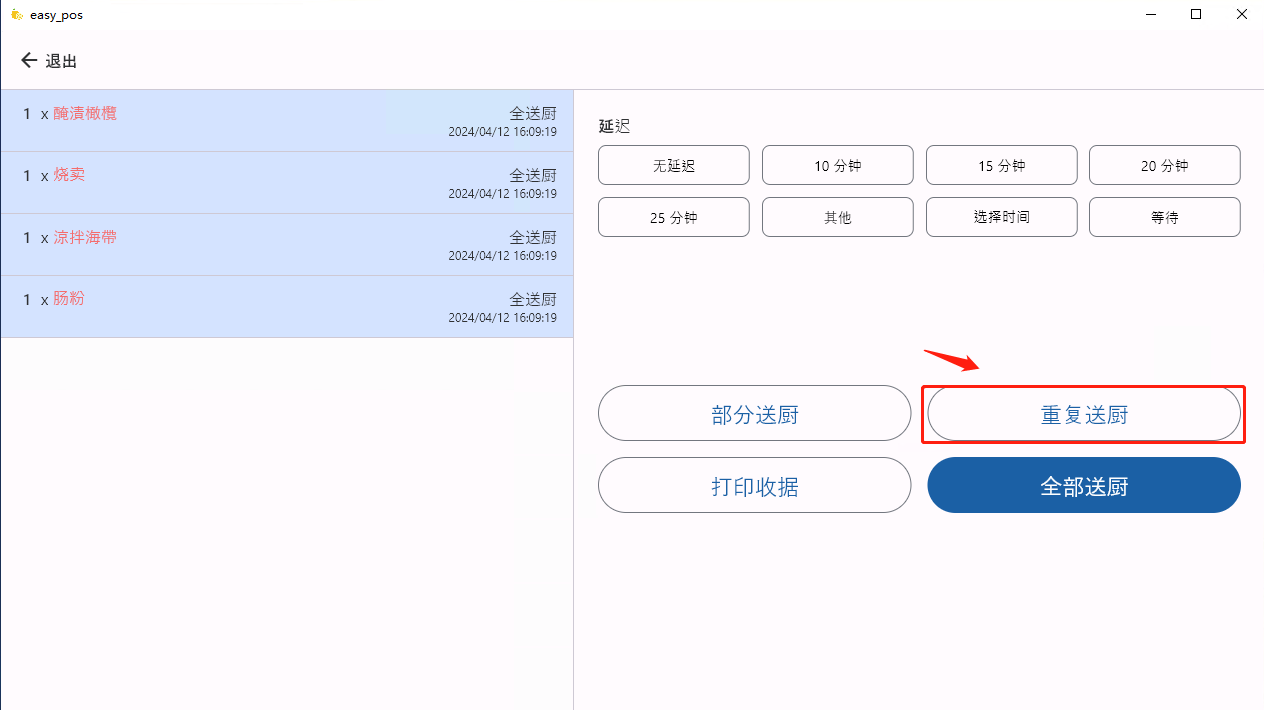 easy_pos
退出
1 x 醃漬橄欖
全送厨
2024/04/12 16:09:19
1 x 烧卖
全送厨
2024/04/12 16:09:19
1 x 涼拌海帶
全送厨
2024/04/12 16:09:19
1 x 肠粉
全送厨
2024/04/12 16:09:19
延迟
无延迟
10 分钟
15 分钟
20 分钟
25 分钟
其他
选择时间
等待
部分送厨
重复送厨
打印收据
全部送厨